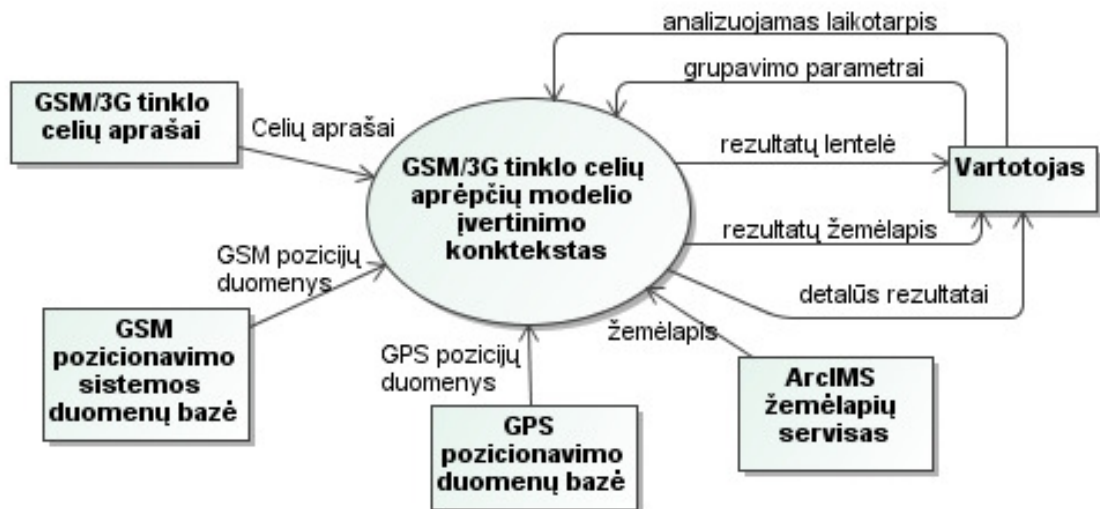 analizuojamas laikotarpis
grupavimo parametrai
GSM/3G tinklo
celių aprašai
Celių aprašai
GSM/3G tinklo celių
aprėpčių modelio
įvertinimo
konktekstas
rezultatų lentelė
Vartotojas
rezultatų žemėlapis
detalūs rezultatai
GSM pozicijų
duomenys
GSM
pozicionavimo
sistemos
duomenų bazė
GPS pozicijų
duomenys
GPS
pozicionavimo
duomenų bazė
žemėlapis
ArcIMS
žemėlapių
servisas